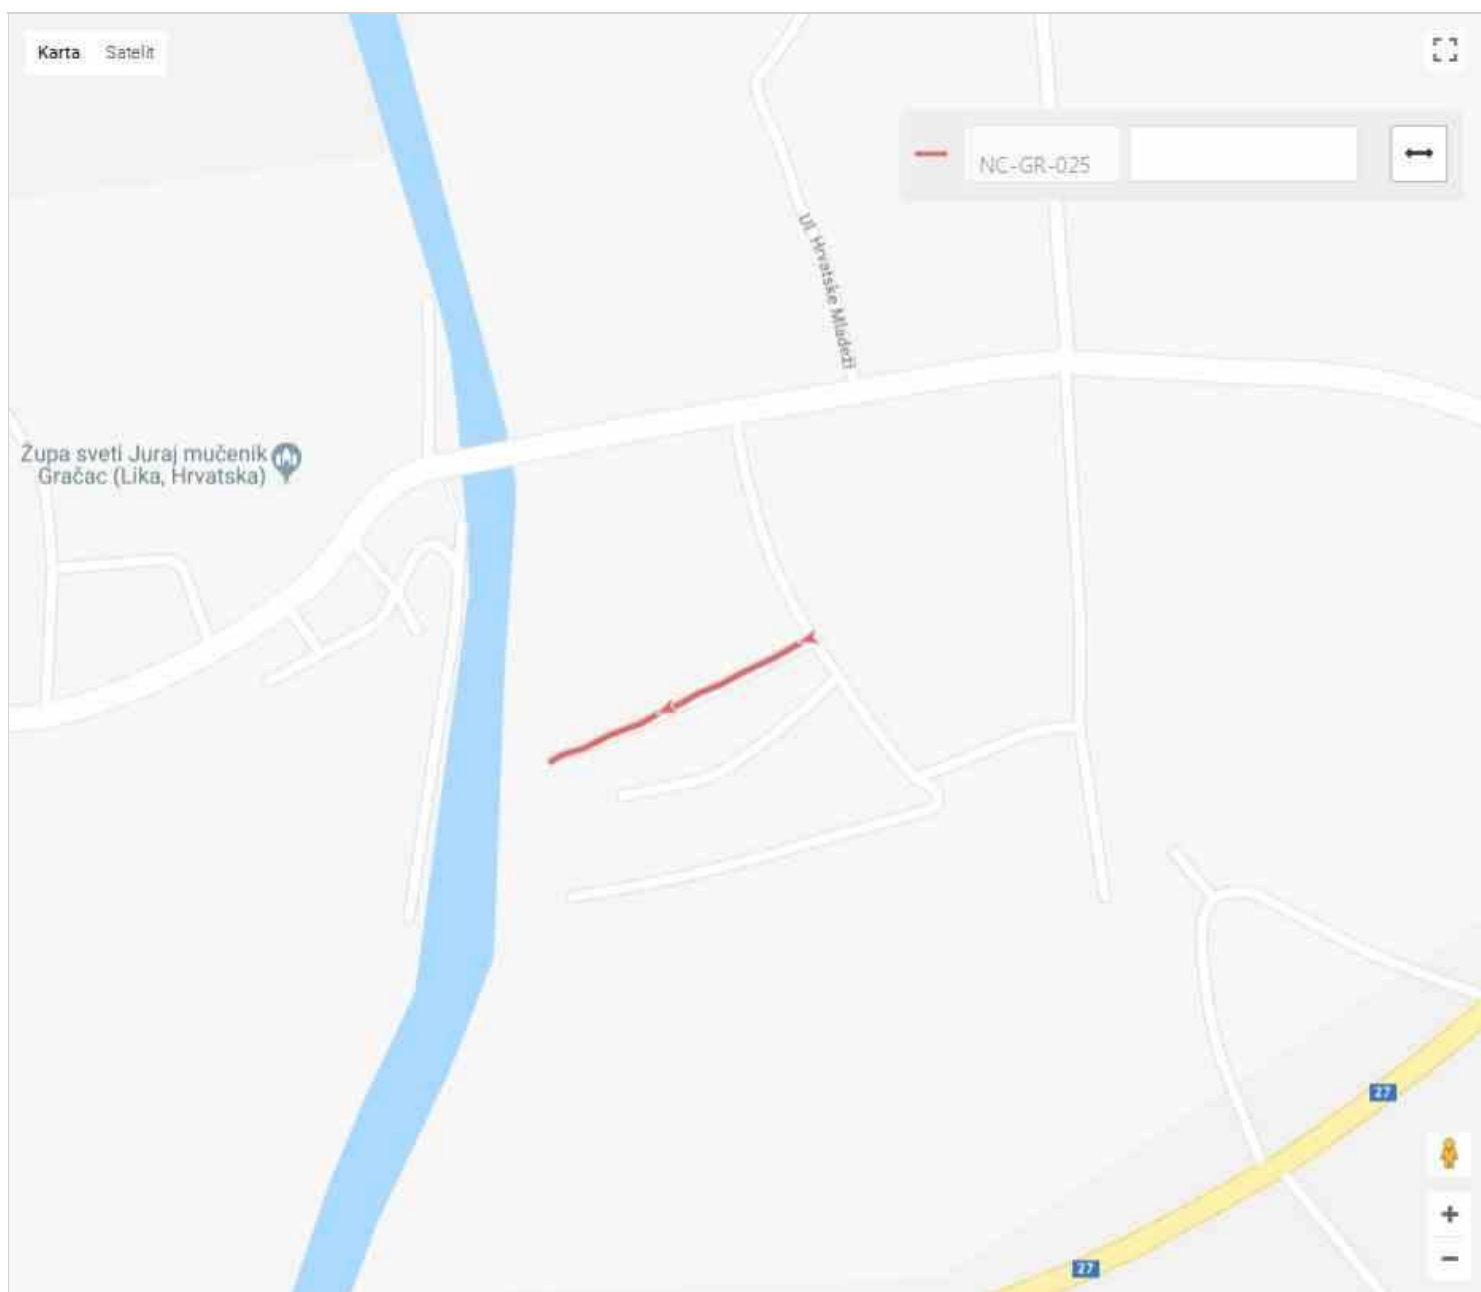 Karta Satelit
NC-GR-025
Ul. Hrvatske Mladeži
Župa sveti Juraj mučenik
Gračac (Lika, Hrvatska)
27
27